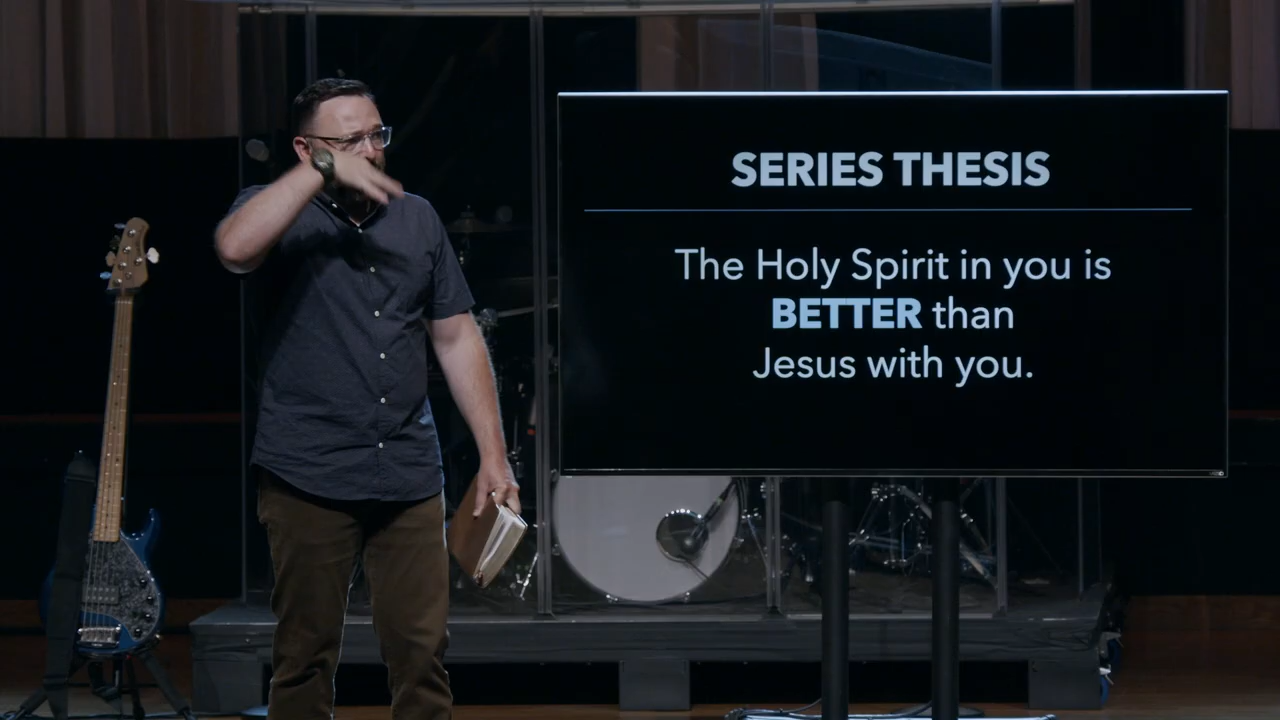 SERIES THESIS
The Holy Spirit in you is
BETTER than
Jesus with you.